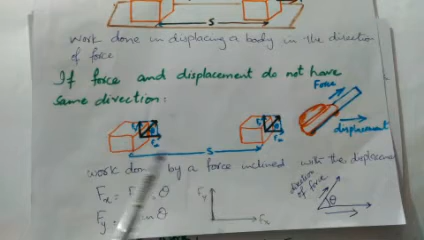 S
Work done in displacing a body in the direction
of force
If force and displacement do not have
same direction:
Force
displacement
S
work done by a force inclined with the displacement
Fx = θ
Fy = θ
Fy
Fx
direction
of force
θ